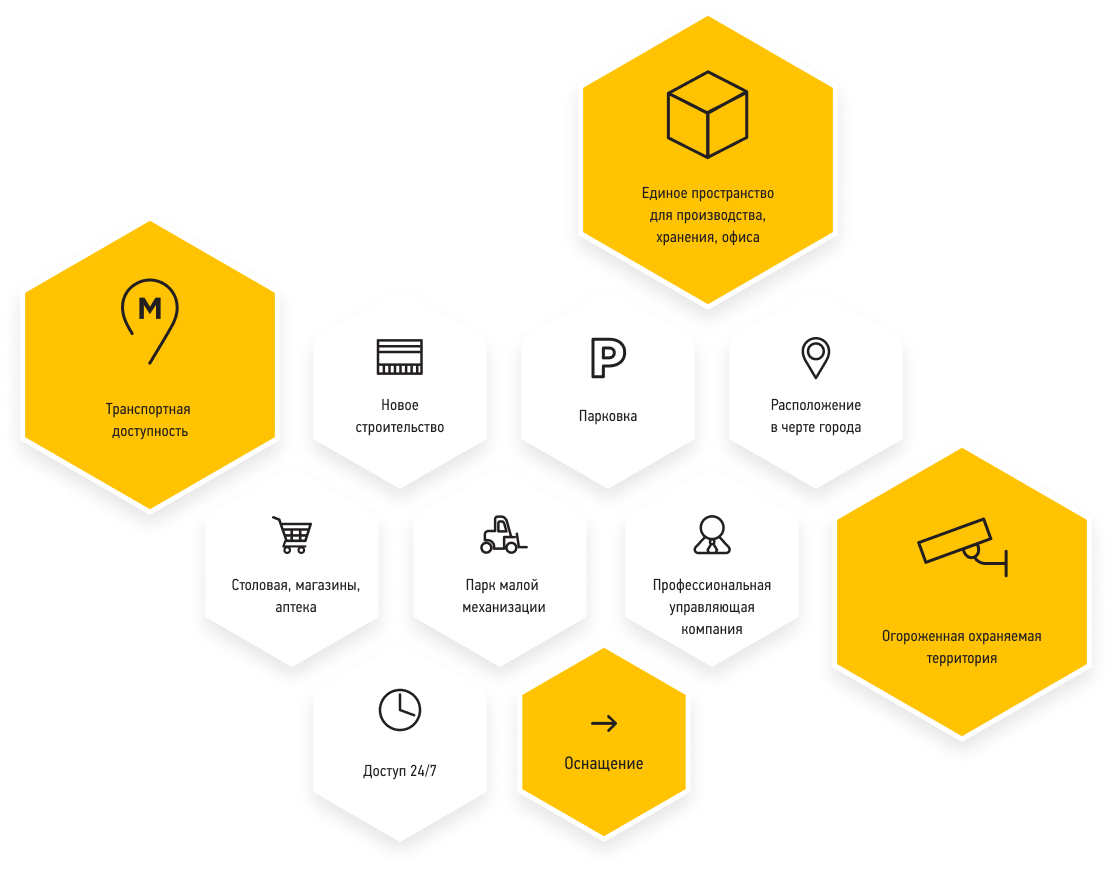 Единое пространство
для производства,
хранения, офиса
M
Транспортная
доступность
Новое
строительство
P
Парковка
Расположение
в черте города
Столовая, магазины,
аптека
Парк малой
механизации
Профессиональная
управляющая
компания
Огороженная охраняемая
территория
Доступ 24/7
Оснащение